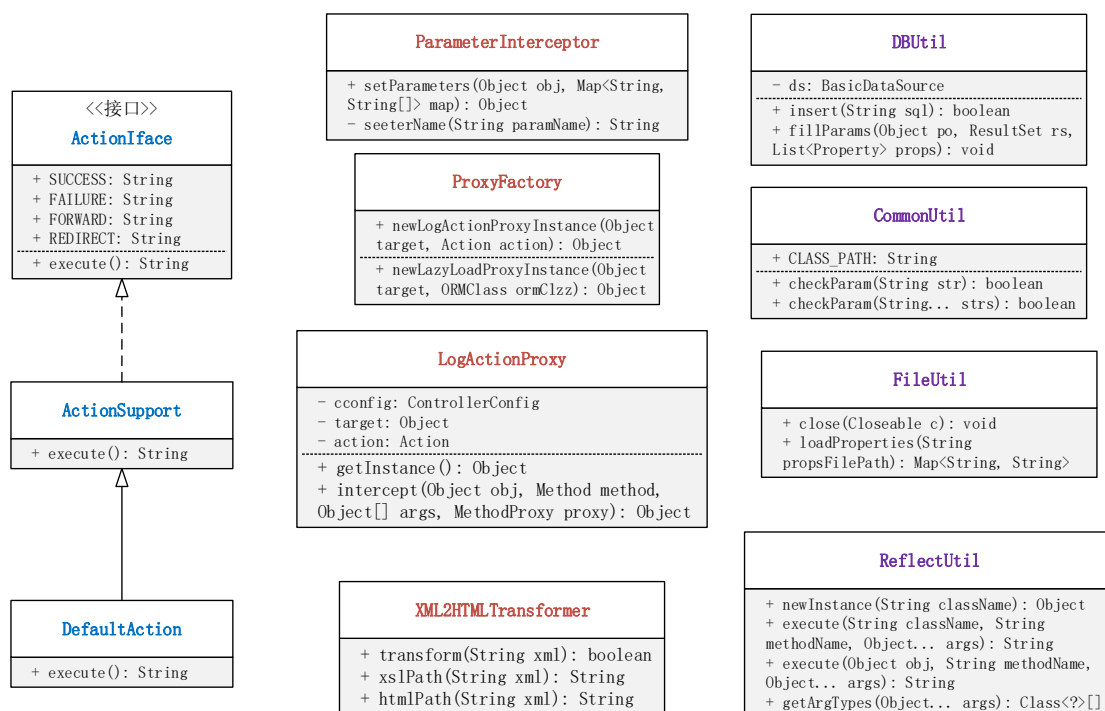 <<接口>>
ActionIface
+ SUCCESS: String
+ FAILURE: String
+ FORWARD: String
+ REDIRECT: String
+ execute(): String
ActionSupport
+ execute(): String
DefaultAction
+ execute(): String
ParameterInterceptor
+ setParameters(Object obj, Map<String,
String[]> map): Object
- seeterName(String paramName): String
ProxyFactory
+ newLogActionProxyInstance(Object
target, Action action): Object
+ newLazyLoadProxyInstance(Object
target, ORMClass ormClzz): Object
LogActionProxy
- cconfig: ControllerConfig
- target: Object
- action: Action
+ getInstance(): Object
+ intercept(Object obj, Method method,
Object[] args, MethodProxy proxy): Object
XML2HTMLTransformer
+ transform(String xml): boolean
+ xslPath(String xml): String
+ htmlPath(String xml): String
DBUtil
- ds: BasicDataSource
+ insert(String sql): boolean
+ fillParams(Object po, ResultSet rs,
List<Property> props): void
CommonUtil
+ CLASS_PATH: String
+ checkParam(String str): boolean
+ checkParam(String... strs): boolean
FileUtil
+ close(Closeable c): void
+ loadProperties(String
propsFilePath): Map<String, String>
ReflectUtil
+ newInstance(String className): Object
+ execute(String className, String
methodName, Object... args): String
+ execute(Object obj, String methodName,
Object... args): String
+ getArgTypes(Object... args): Class<?>[]